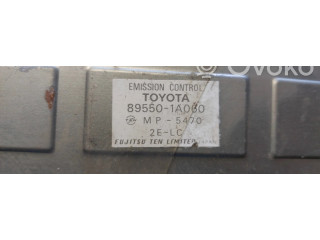 OVOKO
EMISSION CONTROL
TOYOTA
89550-1A030
MP-5470
2E-LC
FUJITSU TEN LIMITED